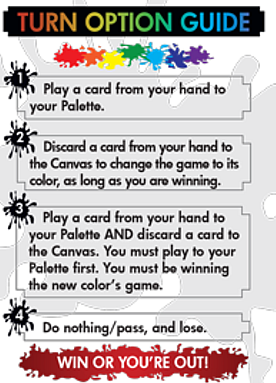 TURN OPTION GUIDE
1
Play a card from your hand to
your Palette.
2
Discard a card from your hand to
the Canvas to change the game to its
color, as long as you are winning.
3
Play a card from your hand to
your Palette AND discard a card to
the Canvas. You must play to your
Palette first. You must be winning
the new color's game.
4
Do nothing/pass, and lose.
WIN OR YOU'RE OUT!